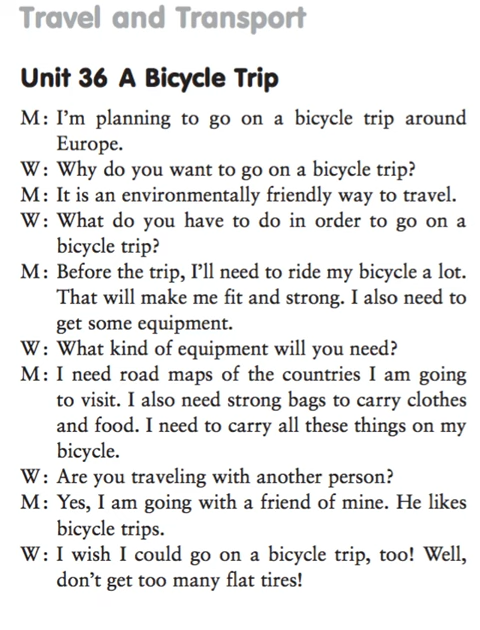 Travel and Transport
Unit 36 A Bicycle Trip
M: I'm planning to go on a bicycle trip around
Europe.
W: Why do you want to go on a bicycle trip?
M: It is an environmentally friendly way to travel.
W: What do you have to do in order to go on a
bicycle trip?
M: Before the trip, I'll need to ride my bicycle a lot.
That will make me fit and strong. I also need to
get some equipment.
W: What kind of equipment will you need?
M: I need road maps of the countries I am going
to visit. I also need strong bags to carry clothes
and food. I need to carry all these things on my
bicycle.
W: Are you traveling with another person?
M: Yes, I am going with a friend of mine. He likes
bicycle trips.
W: I wish I could go on a bicycle trip, too! Well,
don't get too many flat tires!